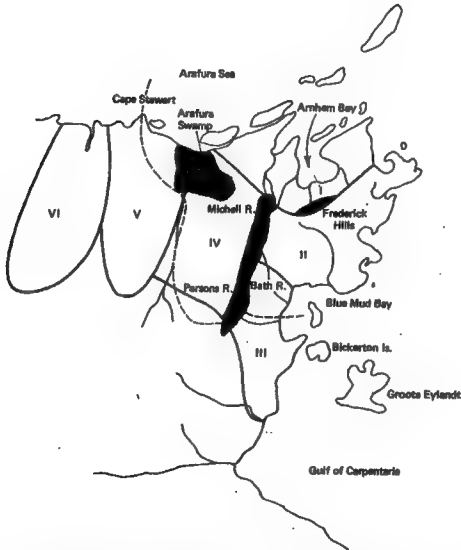 Arafura Sea
Cape Stewart
Arafura
Swamp
Arnhem Bay
Michell R.
Frederick
Hills
VI
V
IV
II
Parsons R.
Bath R.
Blue Mud Bay
III
Bickerton Is.
Groote Eylandt
Gulf of Carpentaria